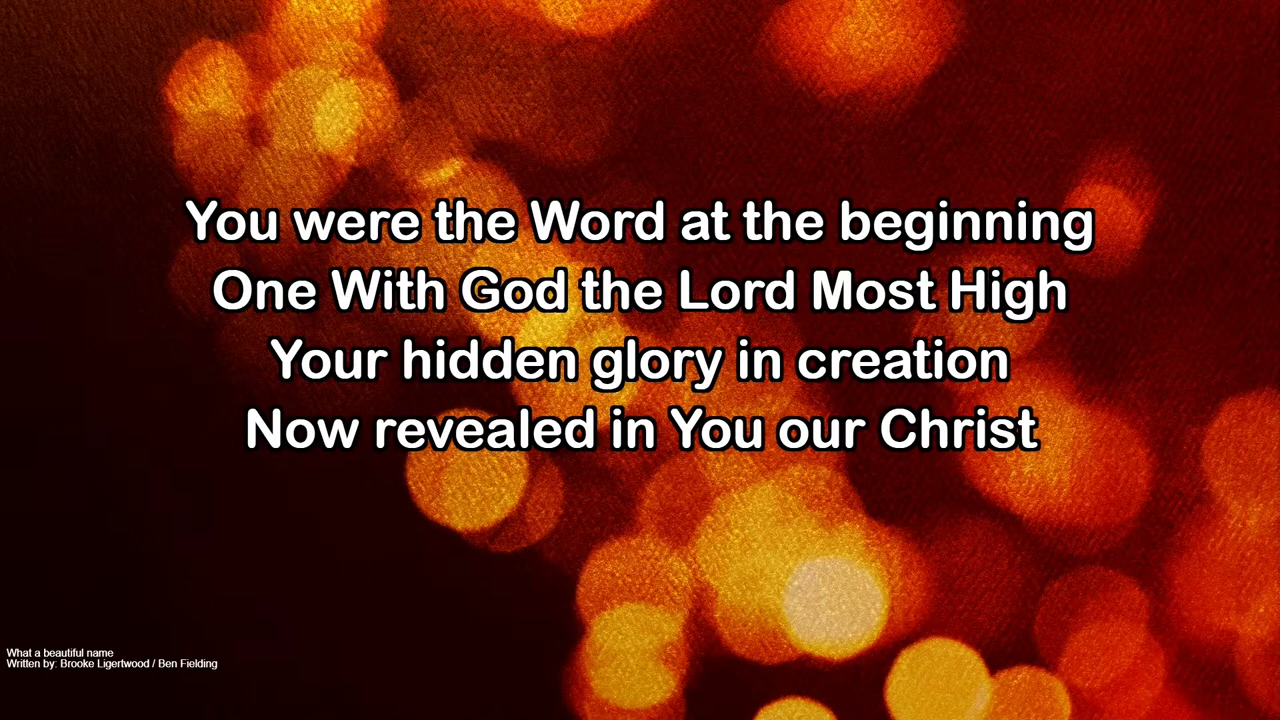 You were the Word at the beginning
One With God the Lord Most High
Your hidden glory in creation
Now revealed in You our Christ
What a beautiful name
Written by: Brooke Ligertwood / Ben Fielding